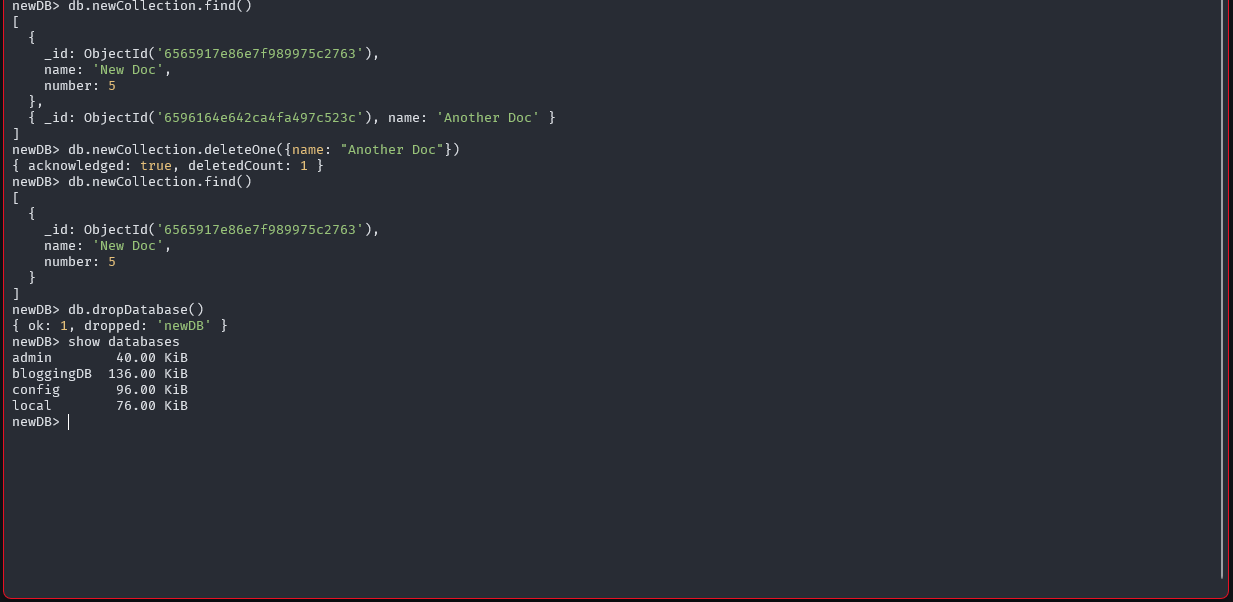 newDB> db.newCollection.find()
[
  {
    _id: ObjectId('6565917e86e7f989975c2763'),
    name: 'New Doc',
    number: 5
  },
  { _id: ObjectId('6596164e642ca4fa497c523c'), name: 'Another Doc' }
]
newDB> db.newCollection.deleteOne({name: "Another Doc"})
{ acknowledged: true, deletedCount: 1 }
newDB> db.newCollection.find()
[
  {
    _id: ObjectId('6565917e86e7f989975c2763'),
    name: 'New Doc',
    number: 5
  }
]
newDB> db.dropDatabase()
{ ok: 1, dropped: 'newDB' }
newDB> show databases
admin        40.00 KiB
bloggingDB  136.00 KiB
config       96.00 KiB
local        76.00 KiB
newDB>